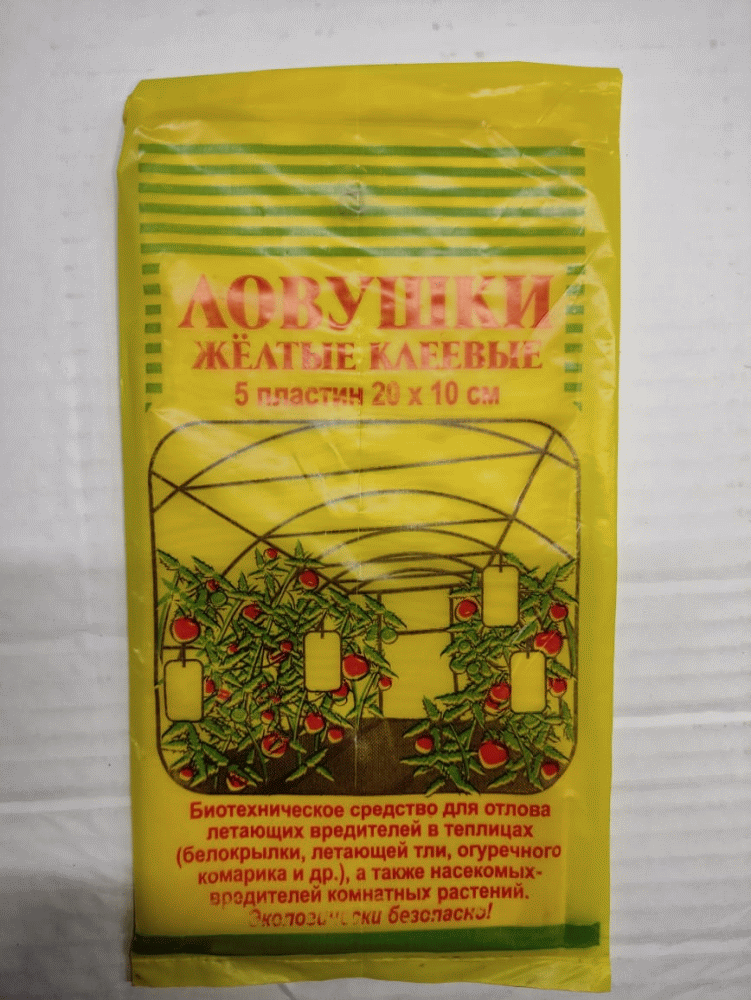 ЛОВУШКИ
ЖЁЛТЫЕ КЛЕЕВЫЕ
5 пластин 20 x 10 см
Биотехническое средство для отлова
летающих вредителей в теплицах
(белокрылки, летающей тли, огуречного
комарика и др.), а также насекомых-
вредителей комнатных растений.
Экологически безопасно!